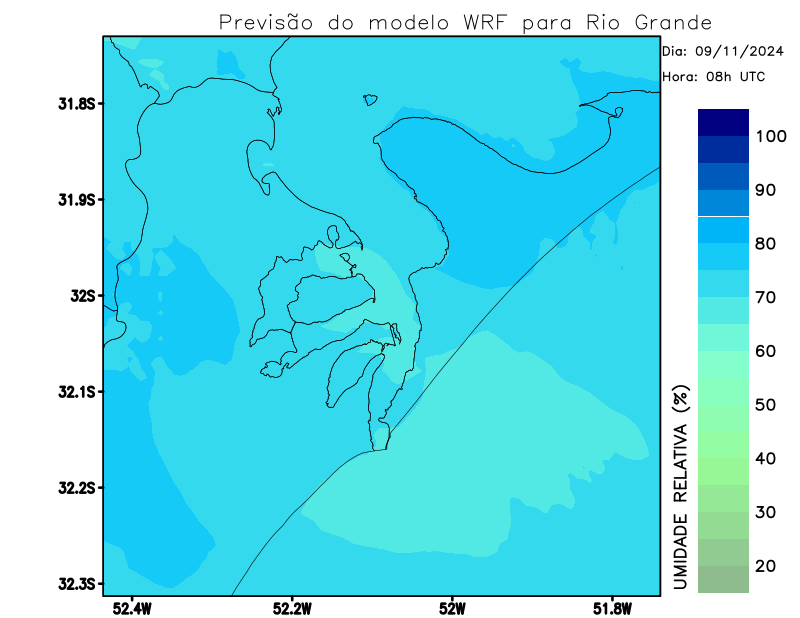 Previsão do modelo WRF para Rio Grande
Dia: 09/11/2024
Hora: 08h UTC
31.8S
31.9S
32S
32.1S
32.2S
32.3S
52.4W
52.2W
52W
51.8W
UMIDADE RELATIVA (%)
100
90
80
70
60
50
40
30
20